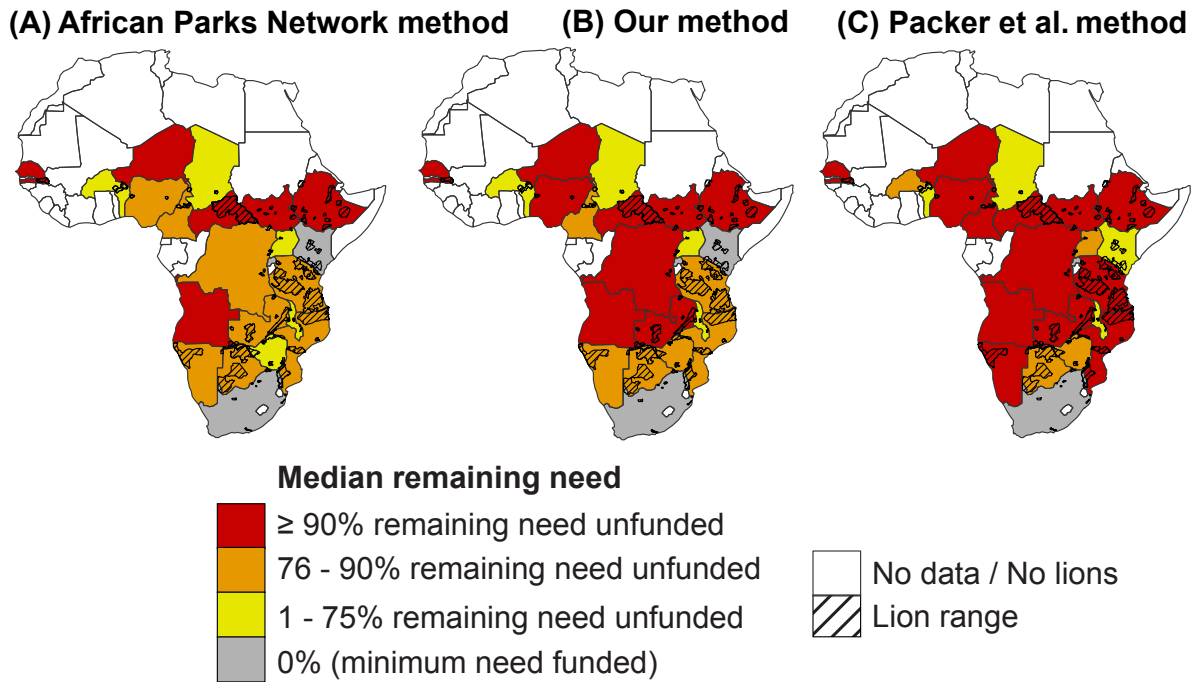 (A) African Parks Network method
(B) Our method
(C) Packer et al. method
Median remaining need
≥ 90% remaining need unfunded
76 - 90% remaining need unfunded
1 - 75% remaining need unfunded
0% (minimum need funded)
No data / No lions
Lion range